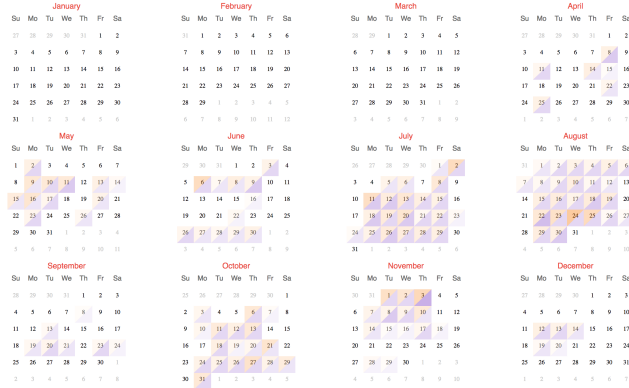 January February March April
Su Mo Tu We Th Fr Sa Su Mo Tu We Th Fr Sa Su Mo Tu We Th Fr Sa Su Mo Tu We Th Fr Sa
27 28 29 30 31 1 2 31 1 2 3 4 5 6 28 29 1 2 3 4 5 27 28 29 30 31 1 2
3 4 5 6 7 8 9 7 8 9 10 11 12 13 6 7 8 9 10 11 12 3 4 5 6 7 8 9
10 11 12 13 14 15 16 14 15 16 17 18 19 20 13 14 15 16 17 18 19 10 11 12 13 14 15 16
17 18 19 20 21 22 23 21 22 23 24 25 26 27 20 21 22 23 24 25 26 17 18 19 20 21 22 23
24 25 26 27 28 29 30 28 29 1 2 3 4 5 27 28 29 30 31 1 2 24 25 26 27 28 29 30
31 1 2 3 4 5 6 6 7 8 9 10 11 12 3 4 5 6 7 8 9 1 2 3 4 5 6 7
May June July August
Su Mo Tu We Th Fr Sa Su Mo Tu We Th Fr Sa Su Mo Tu We Th Fr Sa Su Mo Tu We Th Fr Sa
1 2 3 4 5 6 7 29 30 31 1 2 3 4 26 27 28 29 30 1 2 31 1 2 3 4 5 6
8 9 10 11 12 13 14 5 6 7 8 9 10 11 3 4 5 6 7 8 9 7 8 9 10 11 12 13
15 16 17 18 19 20 21 12 13 14 15 16 17 18 10 11 12 13 14 15 16 14 15 16 17 18 19 20
22 23 24 25 26 27 28 19 20 21 22 23 24 25 17 18 19 20 21 22 23 21 22 23 24 25 26 27
29 30 31 1 2 3 4 26 27 28 29 30 1 2 24 25 26 27 28 29 30 28 29 30 31 1 2 3
5 6 7 8 9 10 11 3 4 5 6 7 8 9 31 1 2 3 4 5 6 4 5 6 7 8 9 10
September October November December
Su Mo Tu We Th Fr Sa Su Mo Tu We Th Fr Sa Su Mo Tu We Th Fr Sa Su Mo Tu We Th Fr Sa
28 29 30 31 1 2 3 25 26 27 28 29 30 1 30 31 1 2 3 4 5 27 28 29 30 1 2 3
4 5 6 7 8 9 10 2 3 4 5 6 7 8 6 7 8 9 10 11 12 4 5 6 7 8 9 10
11 12 13 14 15 16 17 9 10 11 12 13 14 15 13 14 15 16 17 18 19 11 12 13 14 15 16 17
18 19 20 21 22 23 24 16 17 18 19 20 21 22 20 21 22 23 24 25 26 18 19 20 21 22 23 24
25 26 27 28 29 30 1 23 24 25 26 27 28 29 27 28 29 30 1 2 3 25 26 27 28 29 30 31
2 3 4 5 6 7 8 30 31 1 2 3 4 5 4 5 6 7 8 9 10 1 2 3 4 5 6 7